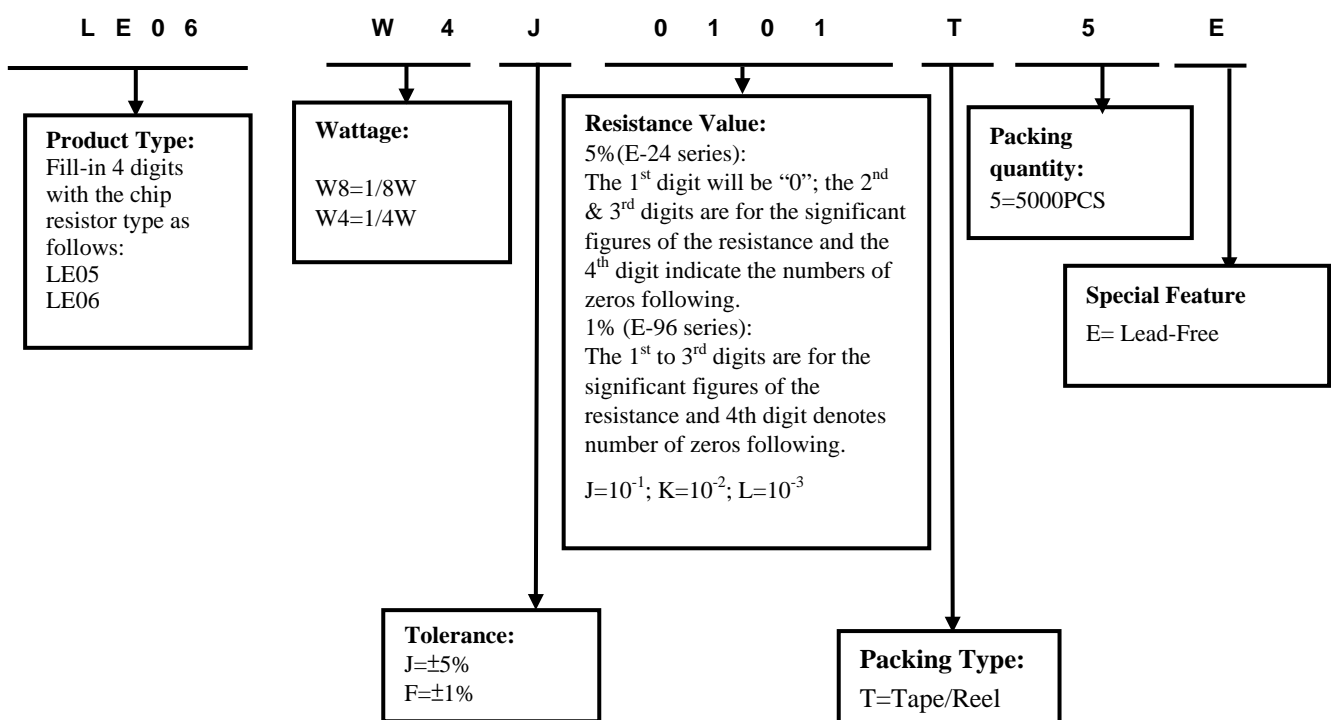 L E 0 6 W 4 J 0 1 0 1 T 5 E
Product Type:
Fill-in 4 digits
with the chip
resistor type as
follows:
LE05
LE06
Wattage:
W8=1/8W
W4=1/4W
Resistance Value:
5%(E-24 series):
The 1st digit will be “0”; the 2nd
& 3rd digits are for the significant
figures of the resistance and the
4th digit indicate the numbers of
zeros following.
1% (E-96 series):
The 1st to 3rd digits are for the
significant figures of the
resistance and 4th digit denotes
number of zeros following.
J=10-1; K=10-2; L=10-3
Packing
quantity:
5=5000PCS
Special Feature
E= Lead-Free
Tolerance:
J=±5%
F=±1%
Packing Type:
T=Tape/Reel